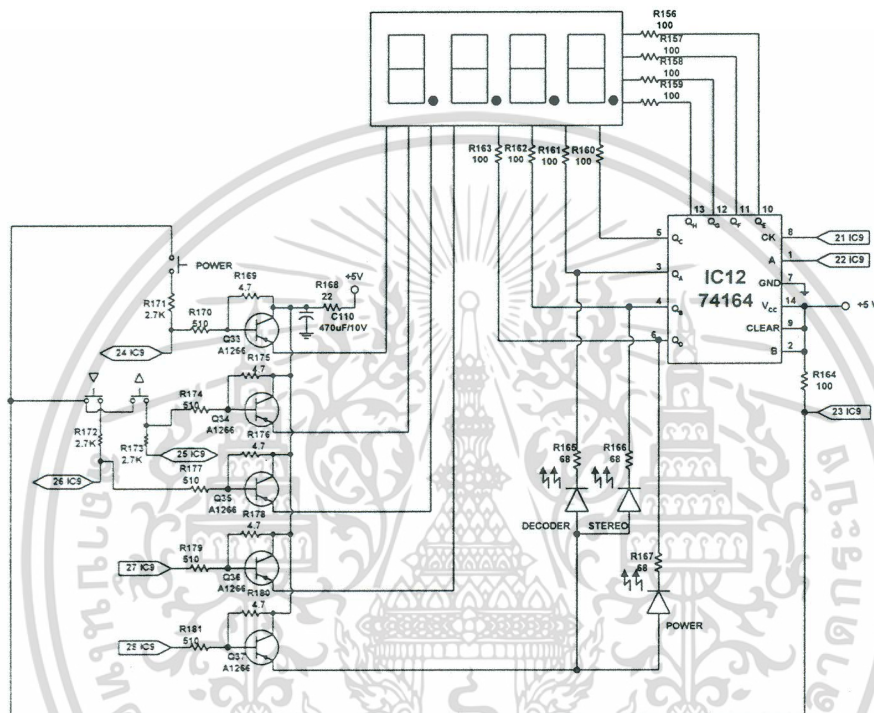 R156
100
R157
100
R158
100
R159
100
R163
100
R162
100
R161
100
R160
100
13 12 11 10
QH QG QF QE
5 QC
3 QA
4 QB
6 QD
IC12
74164
CK 8
A 1
GND 7
VCC 14
CLEAR 9
B 2
21 IC9
22 IC9
+5 V
R164
100
23 IC9
POWER
R171
2.7K
R170
510
24 IC9
R169
4.7
Q33
A1266
R168
22
+5V
C110
470uF/10V
R175
4.7
R174
510
Q34
A1266
R172
2.7K
R173
2.7K
25 IC9
26 IC9
R176
4.7
R177
510
Q35
A1266
R178
4.7
27 IC9
R179
510
Q36
A1266
R180
4.7
R181
510
Q37
A1266
R165
68
R166
68
DECODER
STEREO
R167
68
POWER